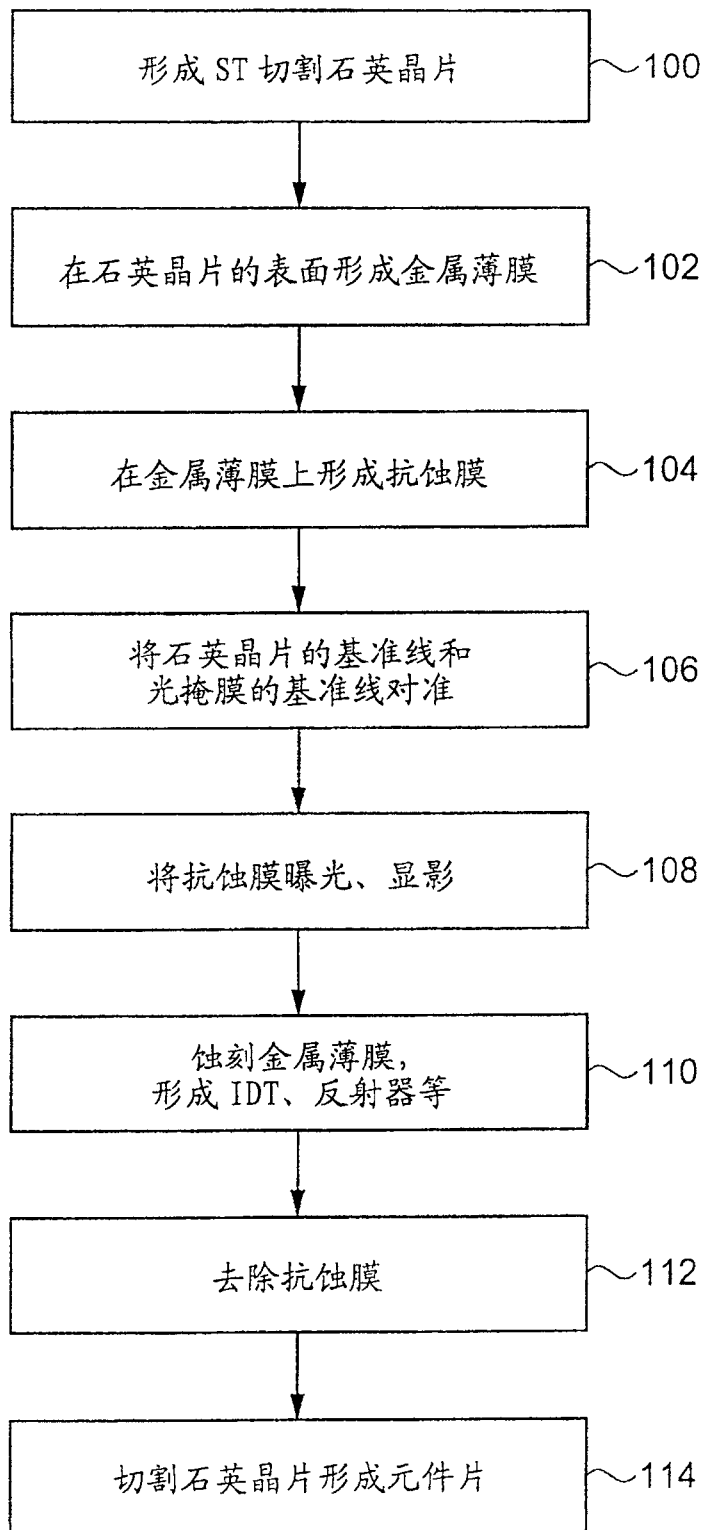 形成 ST 切割石英晶片
100
在石英晶片的表面形成金属薄膜
102
在金属薄膜上形成抗蚀膜
104
将石英晶片的基准线和
光掩膜的基准线对准
106
将抗蚀膜曝光、显影
108
蚀刻金属薄膜,
形成 IDT、反射器等
110
去除抗蚀膜
112
切割石英晶片形成元件片
114